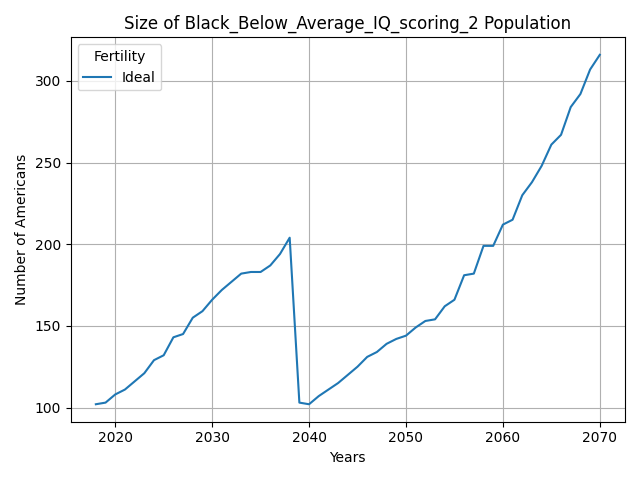 Size of Black_Below_Average_IQ_scoring_2 Population
Fertility
Ideal
Number of Americans
300
250
200
150
100
2020 2030 2040 2050 2060 2070
Years